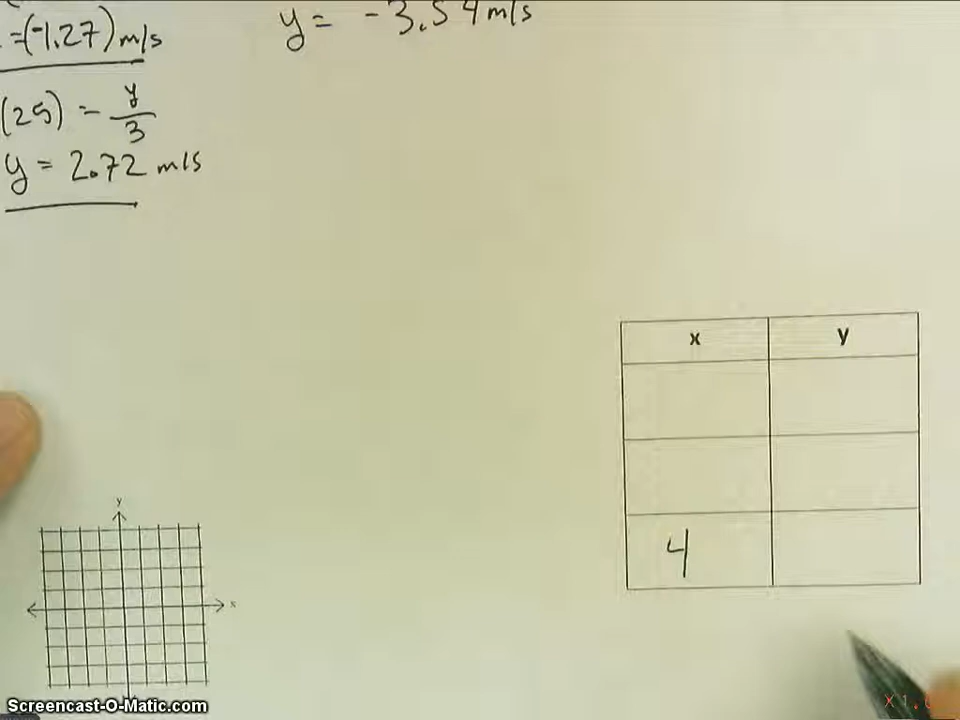 =(-1.27) m/s
y = -3.54 m/s
(25) = y/3
y = 2.72 m/s
x y
4
y
x
Screencast-O-Matic.com